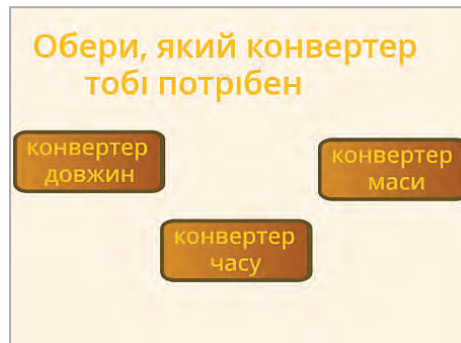 Обери, який конвертер
тобі потрібен
конвертер
довжин
конвертер
маси
конвертер
часу